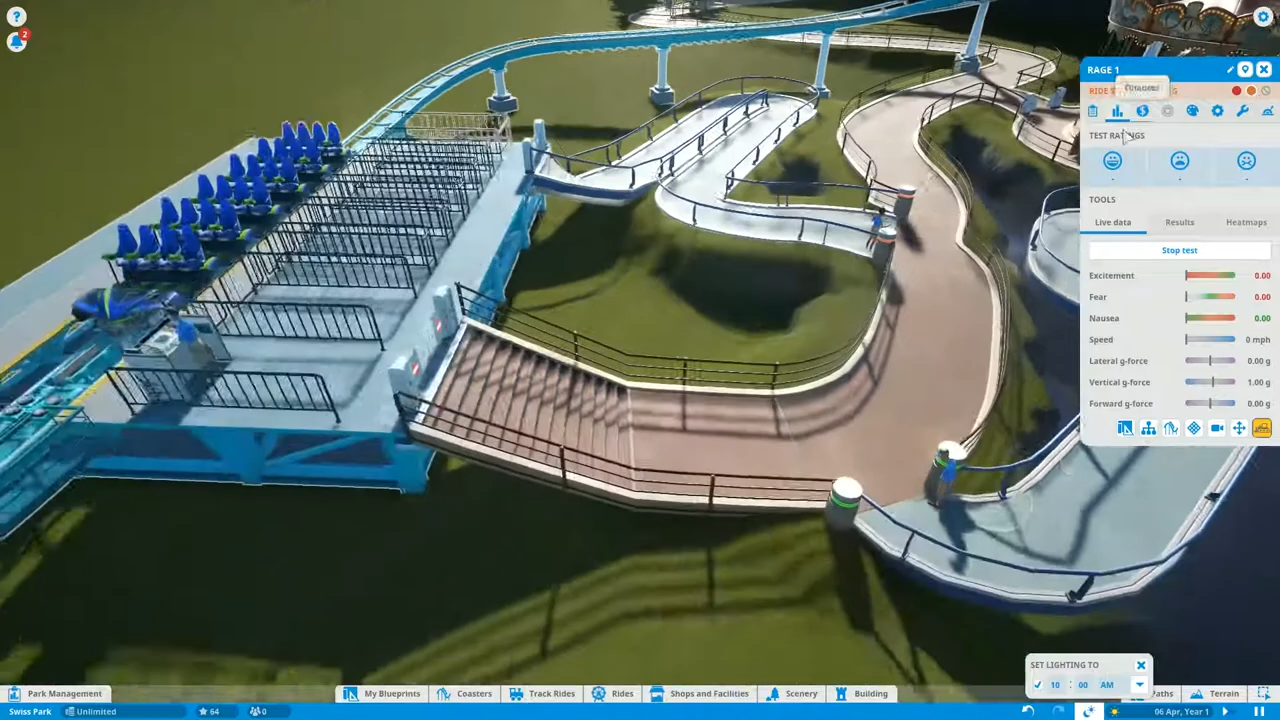 ?
2
RAGE 1
TEST RATINGS
- - -
TOOLS
Live data Results Heatmaps
Stop test
Excitement 0.00
Fear 0.00
Nausea 0.00
Speed 0 mph
Lateral g-force 0.00 g
Vertical g-force 1.00 g
Forward g-force 0.00 g
SET LIGHTING TO
10 : 00 AM
Park Management My Blueprints Coasters Track Rides Rides Shops and Facilities Scenery Building Paths Terrain
Swiss Park Unlimited 64 0 06 Apr, Year 1